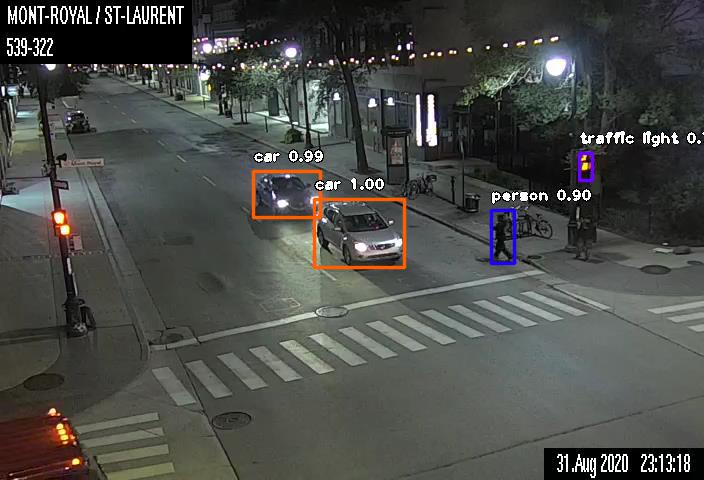 MONT-ROYAL / ST-LAURENT
539-322
traffic light 0.
car 0.99
car 1.00
person 0.90
31.Aug 2020 23:13:18